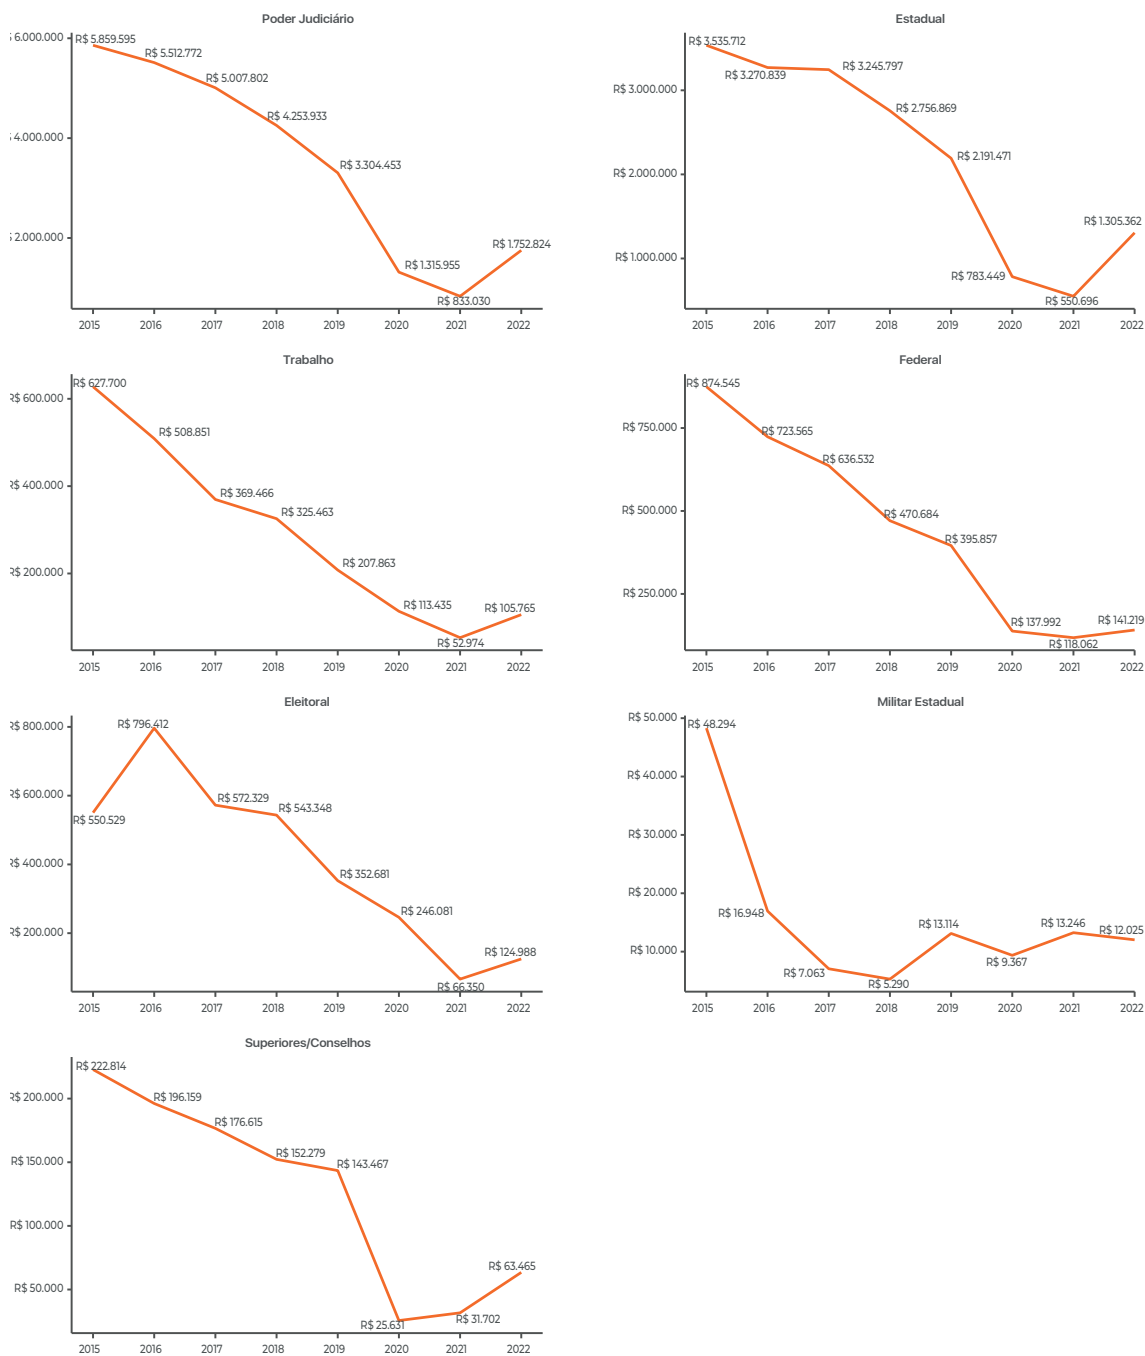 Poder Judiciário
R$ 5.859.595
R$ 5.512.772
R$ 5.007.802
R$ 4.253.933
R$ 3.304.453
R$ 1.315.955
R$ 833.030
R$ 1.752.824
6.000.000
4.000.000
2.000.000
2015 2016 2017 2018 2019 2020 2021 2022
Estadual
R$ 3.535.712
R$ 3.270.839
R$ 3.245.797
R$ 2.756.869
R$ 2.191.471
R$ 783.449
R$ 550.696
R$ 1.305.362
R$ 3.000.000
R$ 2.000.000
R$ 1.000.000
2015 2016 2017 2018 2019 2020 2021 2022
Trabalho
R$ 627.700
R$ 508.851
R$ 369.466
R$ 325.463
R$ 207.863
R$ 113.435
R$ 52.974
R$ 105.765
R$ 600.000
R$ 400.000
R$ 200.000
2015 2016 2017 2018 2019 2020 2021 2022
Federal
R$ 874.545
R$ 723.565
R$ 636.532
R$ 470.684
R$ 395.857
R$ 137.992
R$ 118.062
R$ 141.219
R$ 750.000
R$ 500.000
R$ 250.000
2015 2016 2017 2018 2019 2020 2021 2022
Eleitoral
R$ 550.529
R$ 796.412
R$ 572.329
R$ 543.348
R$ 352.681
R$ 246.081
R$ 66.350
R$ 124.988
R$ 800.000
R$ 600.000
R$ 400.000
R$ 200.000
2015 2016 2017 2018 2019 2020 2021 2022
Militar Estadual
R$ 48.294
R$ 16.948
R$ 7.063
R$ 5.290
R$ 13.114
R$ 9.367
R$ 13.246
R$ 12.025
R$ 50.000
R$ 40.000
R$ 30.000
R$ 20.000
R$ 10.000
2015 2016 2017 2018 2019 2020 2021 2022
Superiores/Conselhos
R$ 222.814
R$ 196.159
R$ 176.615
R$ 152.279
R$ 143.467
R$ 25.631
R$ 31.702
R$ 63.465
R$ 200.000
R$ 150.000
R$ 100.000
R$ 50.000
2015 2016 2017 2018 2019 2020 2021 2022